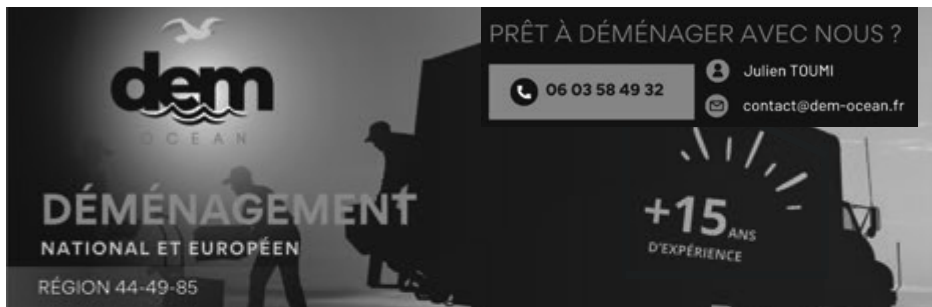 dem
OCEAN
DÉMÉNAGEMENT
NATIONAL ET EUROPÉEN
RÉGION 44-49-85
PRÊT À DÉMÉNAGER AVEC NOUS ?
06 03 58 49 32
Julien TOUMI
contact@dem-ocean.fr
+15 ANS
D'EXPÉRIENCE